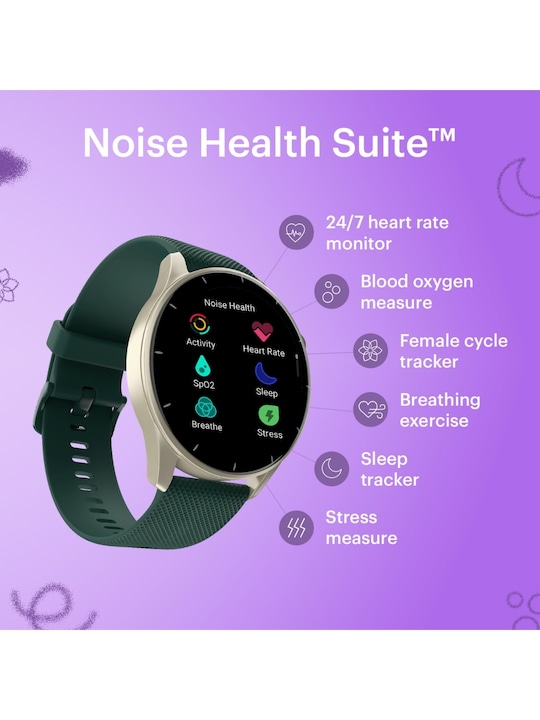 Noise Health Suite™
24/7 heart rate
monitor
Blood oxygen
measure
Female cycle
tracker
Breathing
exercise
Sleep
tracker
Stress
measure
Noise Health
Activity
Heart Rate
SpO2
Sleep
Breathe
Stress